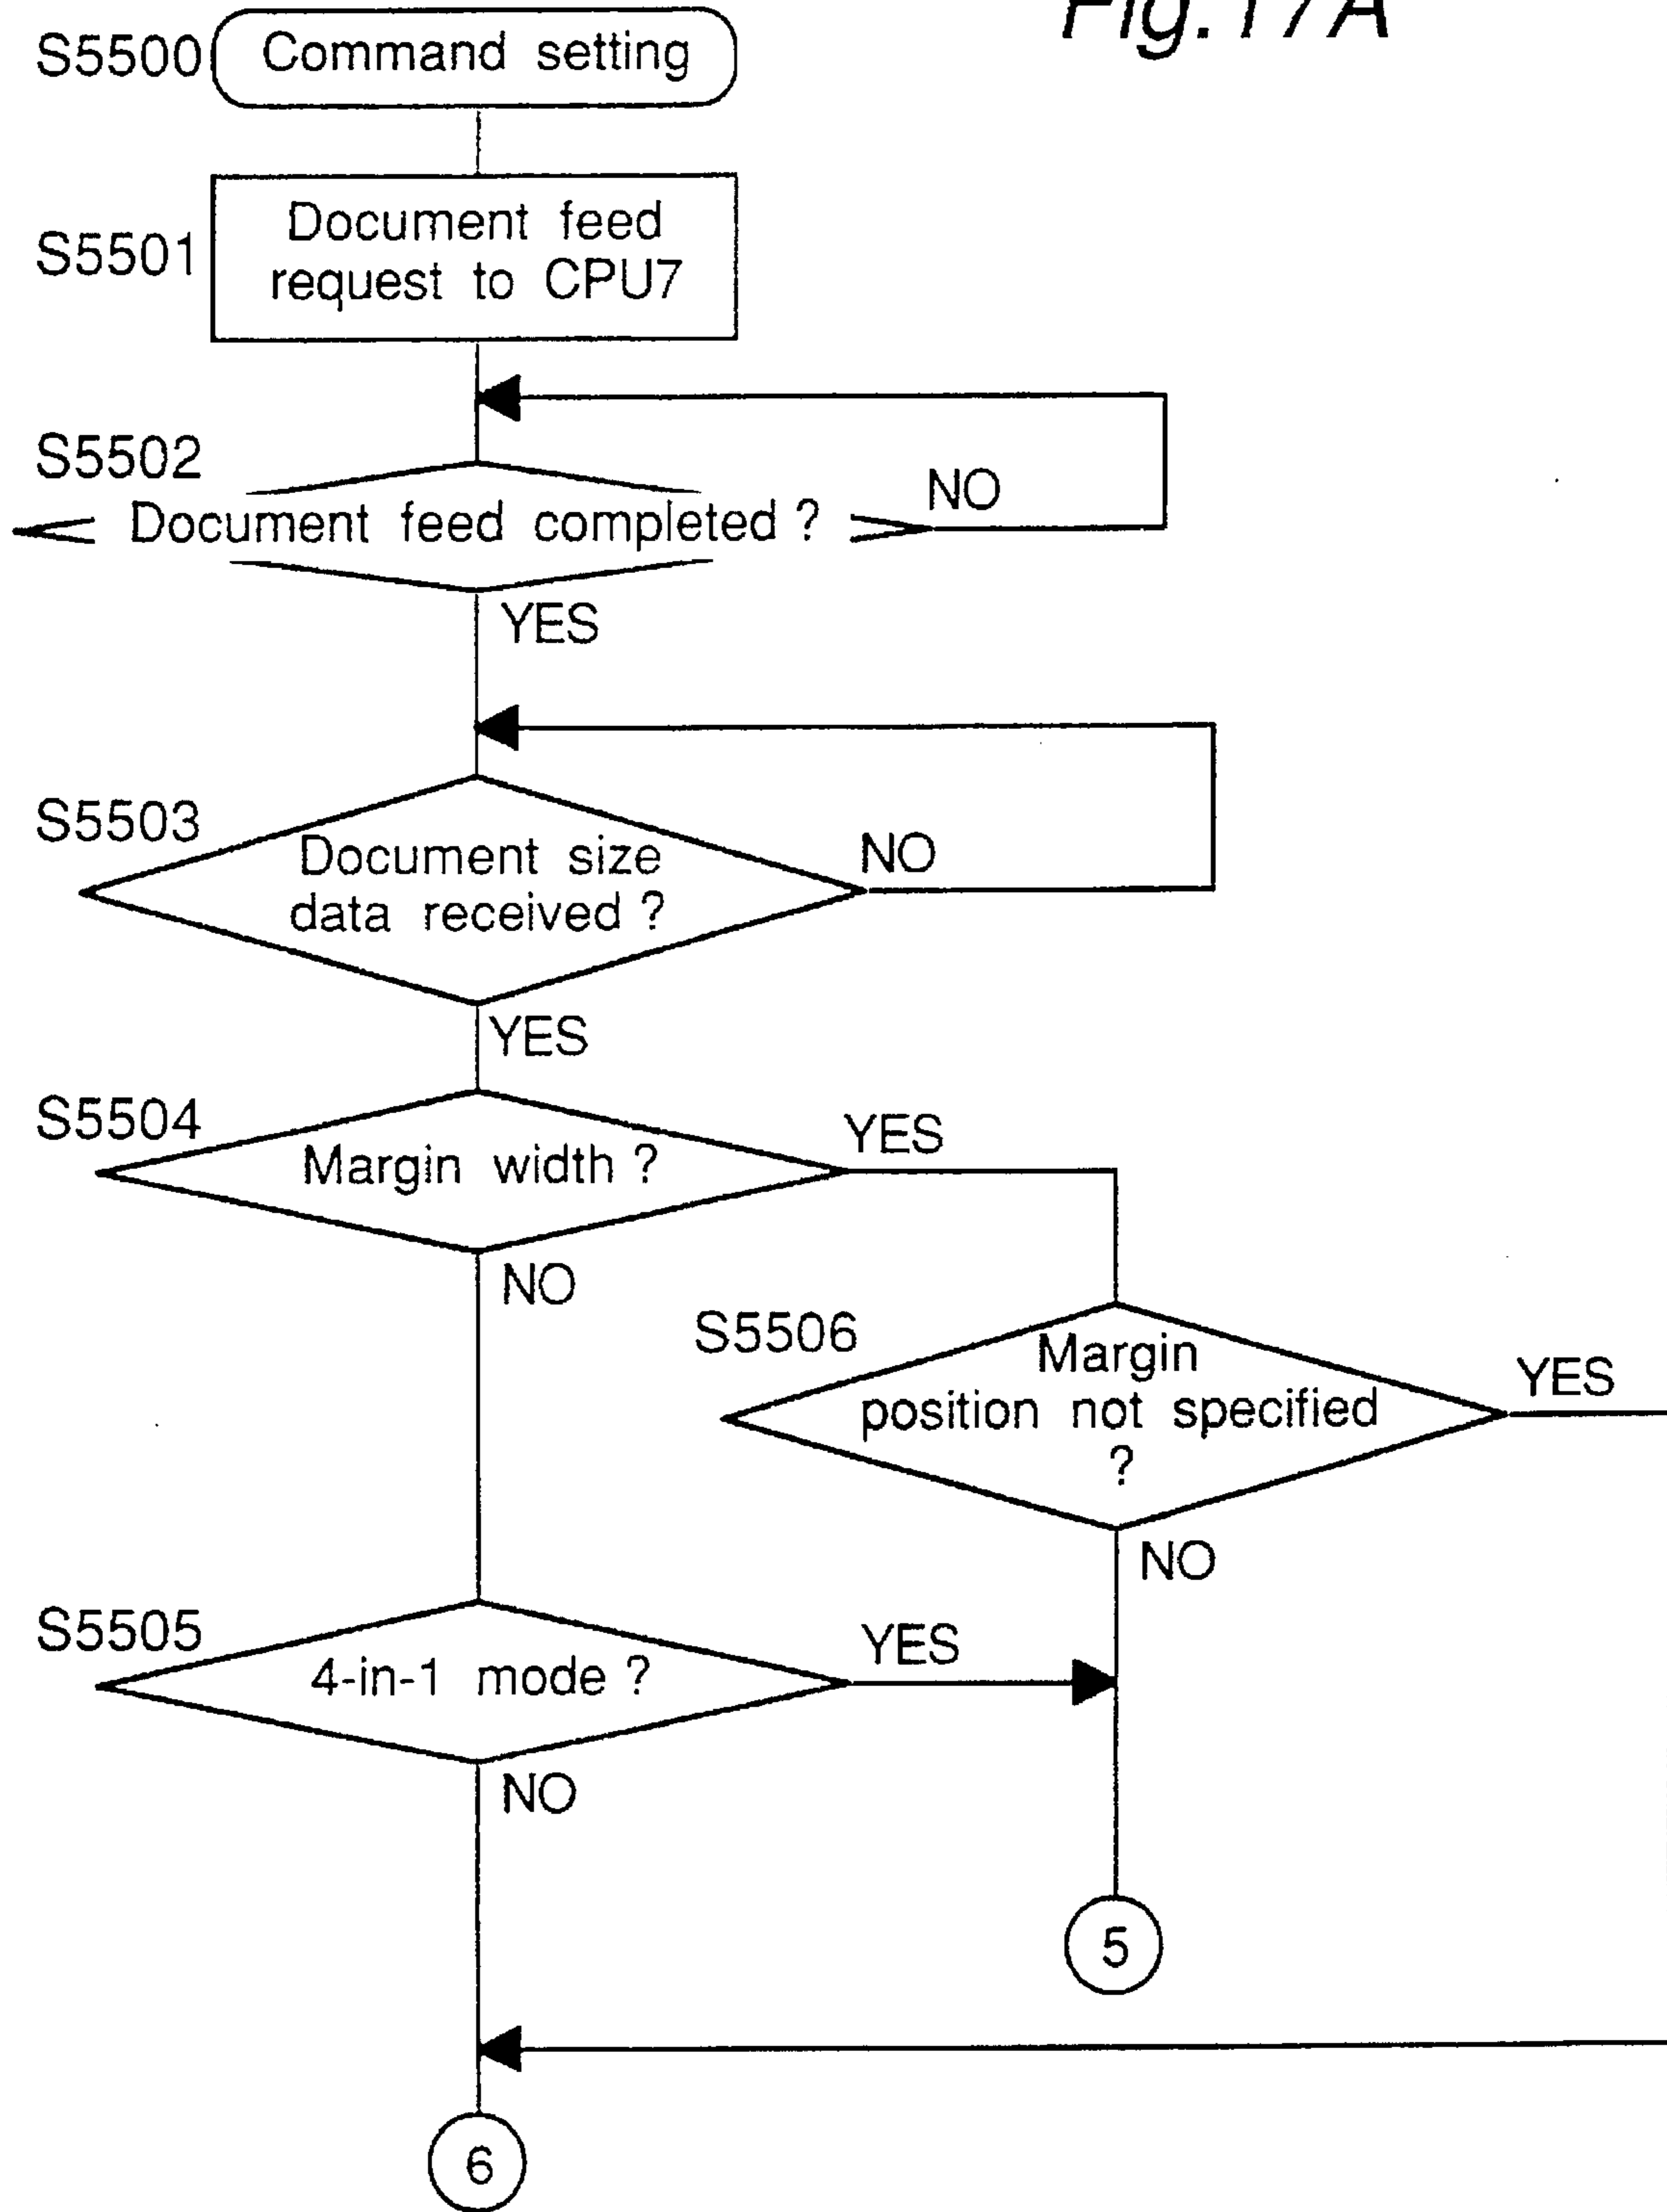 Fig.17A
S5500
Command setting
S5501
Document feed
request to CPU7
S5502
Document feed completed ?
NO
YES
S5503
Document size
data received ?
NO
YES
S5504
Margin width ?
YES
NO
S5506
Margin
position not specified
?
YES
NO
S5505
4-in-1 mode ?
YES
NO
5
6